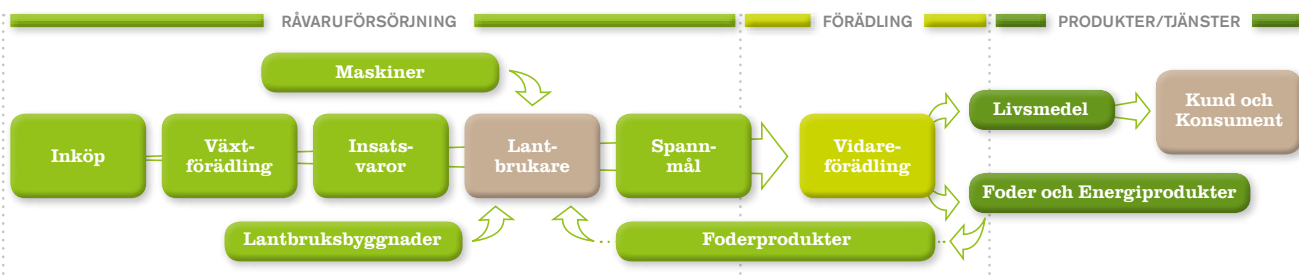 RÅVARUFÖRSÖRJNING
FÖRÄDLING
PRODUKTER/TJÄNSTER
Maskiner
Inköp
Växt-
förädling
Insats-
varor
Lant-
brukare
Spann-
mål
Vidare-
förädling
Livsmedel
Kund och
Konsument
Foder och Energiprodukter
Lantbruksbyggnader
Foderprodukter